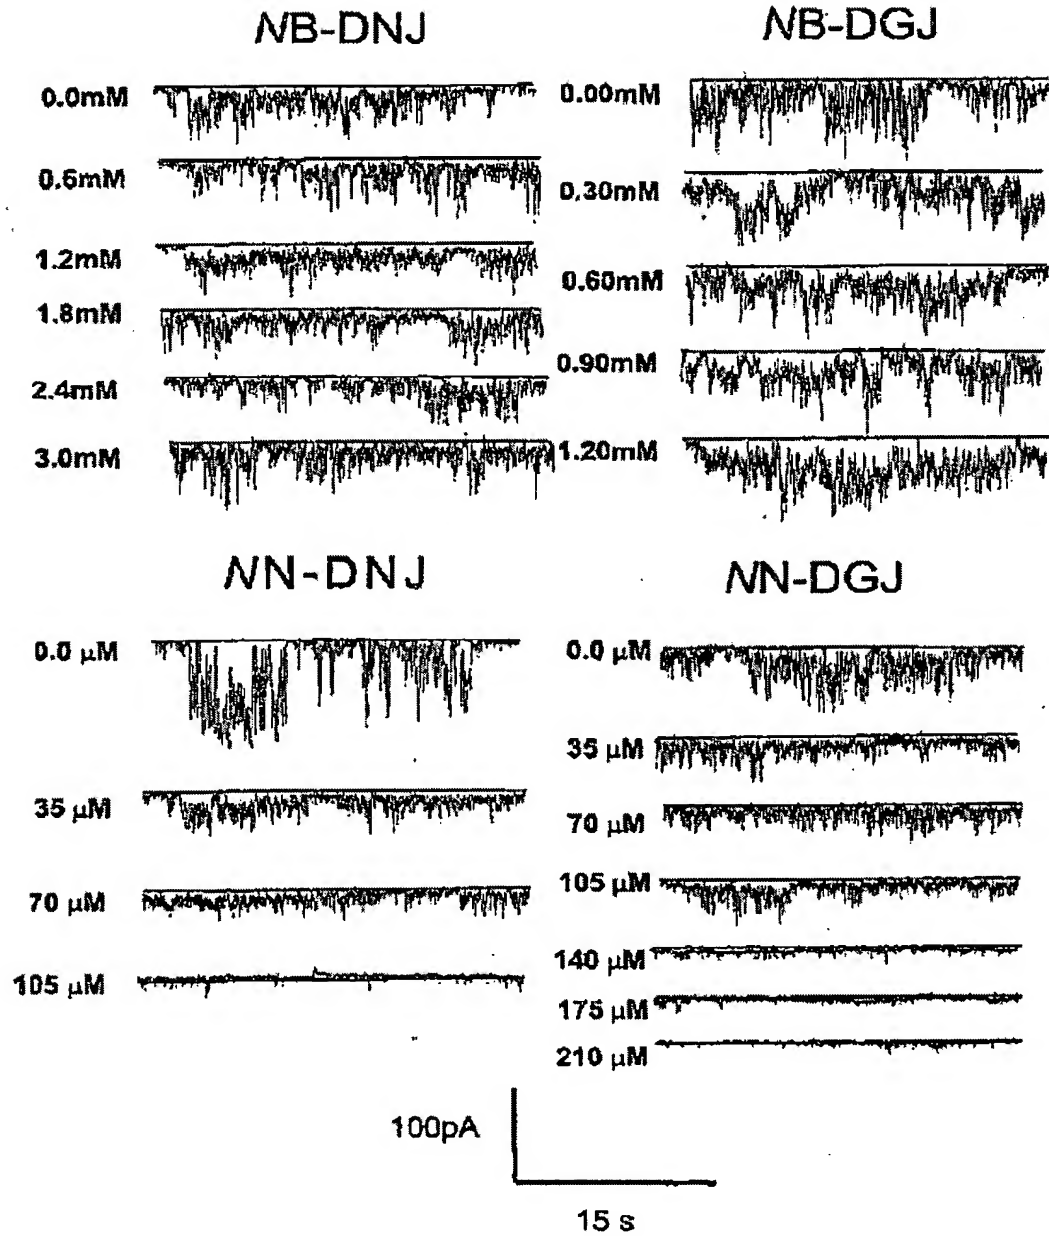 NB-DNJ
0.0mM
0.6mM
1.2mM
1.8mM
2.4mM
3.0mM
NB-DGJ
0.00mM
0.30mM
0.60mM
0.90mM
1.20mM
NN-DNJ
0.0 μM
35 μM
70 μM
105 μM
NN-DGJ
0.0 μM
35 μM
70 μM
105 μM
140 μM
175 μM
210 μM
100pA
15 s